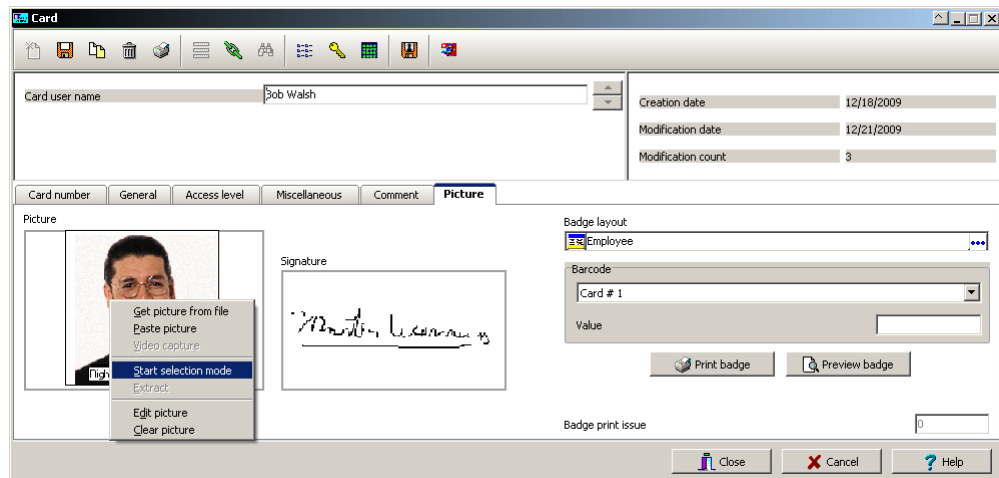 Card
Card user name
Bob Walsh
Creation date 12/18/2009
Modification date 12/21/2009
Modification count 3
Card number General Access level Miscellaneous Comment Picture
Picture
Signature
Get picture from file
Paste picture
Video capture
Start selection mode
Extract
Edit picture
Clear picture
Badge layout
Employee
Barcode
Card # 1
Value
Print badge Preview badge
Badge print issue 0
Close Cancel Help